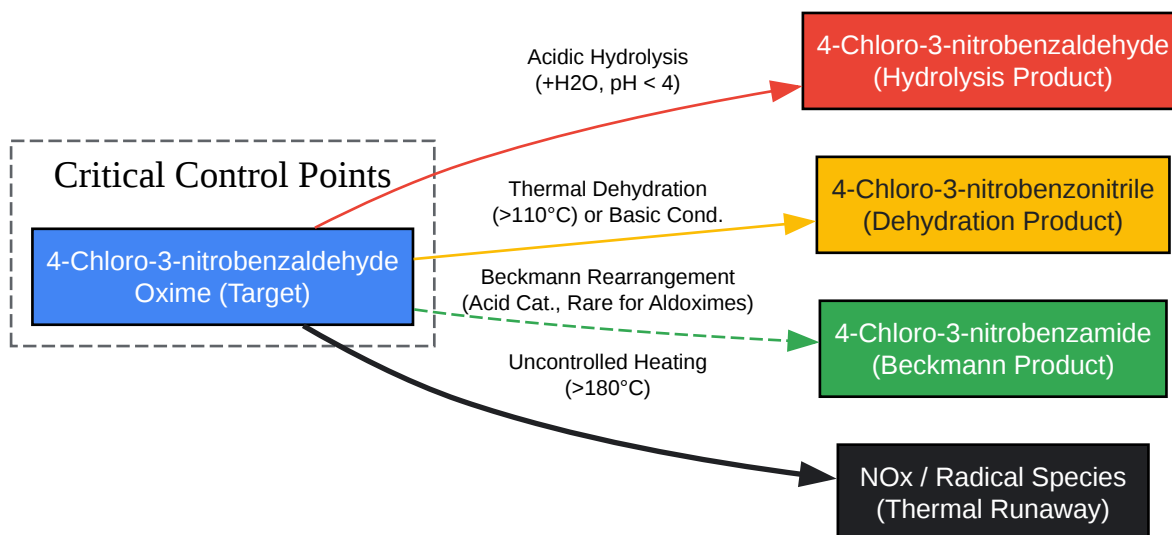 Critical Control Points
4-Chloro-3-nitrobenzaldehyde
Oxime (Target)
Acidic Hydrolysis
(+H2O, pH < 4)
4-Chloro-3-nitrobenzaldehyde
(Hydrolysis Product)
Thermal Dehydration
(>110°C) or Basic Cond.
4-Chloro-3-nitrobenzonitrile
(Dehydration Product)
Beckmann Rearrangement
(Acid Cat., Rare for Aldoximes)
4-Chloro-3-nitrobenzamide
(Beckmann Product)
Uncontrolled Heating
(>180°C)
NOx / Radical Species
(Thermal Runaway)